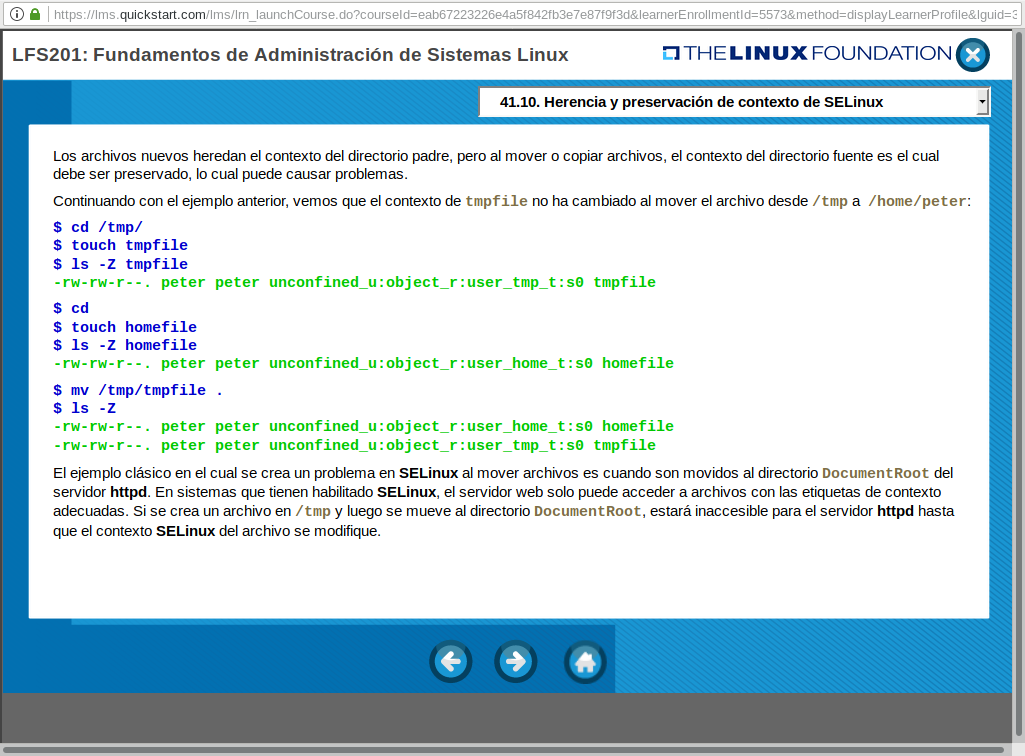 https://lms.quickstart.com/lms/lrn_launchCourse.do?courseId=eab67223226e4a5f842fb3e7e87f9f3d&learnerEnrollmentId=5573&method=displayLearnerProfile&lguid=3
LFS201: Fundamentos de Administración de Sistemas Linux
THE LINUX FOUNDATION
41.10. Herencia y preservación de contexto de SELinux
Los archivos nuevos heredan el contexto del directorio padre, pero al mover o copiar archivos, el contexto del directorio fuente es el cual
debe ser preservado, lo cual puede causar problemas.
Continuando con el ejemplo anterior, vemos que el contexto de tmpfile no ha cambiado al mover el archivo desde /tmp a /home/peter:
$ cd /tmp/
$ touch tmpfile
$ ls -Z tmpfile
-rw-rw-r--. peter peter unconfined_u:object_r:user_tmp_t:s0 tmpfile
$ cd
$ touch homefile
$ ls -Z homefile
-rw-rw-r--. peter peter unconfined_u:object_r:user_home_t:s0 homefile
$ mv /tmp/tmpfile .
$ ls -Z
-rw-rw-r--. peter peter unconfined_u:object_r:user_home_t:s0 homefile
-rw-rw-r--. peter peter unconfined_u:object_r:user_tmp_t:s0 tmpfile
El ejemplo clásico en el cual se crea un problema en SELinux al mover archivos es cuando son movidos al directorio DocumentRoot del
servidor httpd. En sistemas que tienen habilitado SELinux, el servidor web solo puede acceder a archivos con las etiquetas de contexto
adecuadas. Si se crea un archivo en /tmp y luego se mueve al directorio DocumentRoot, estará inaccesible para el servidor httpd hasta
que el contexto SELinux del archivo se modifique.